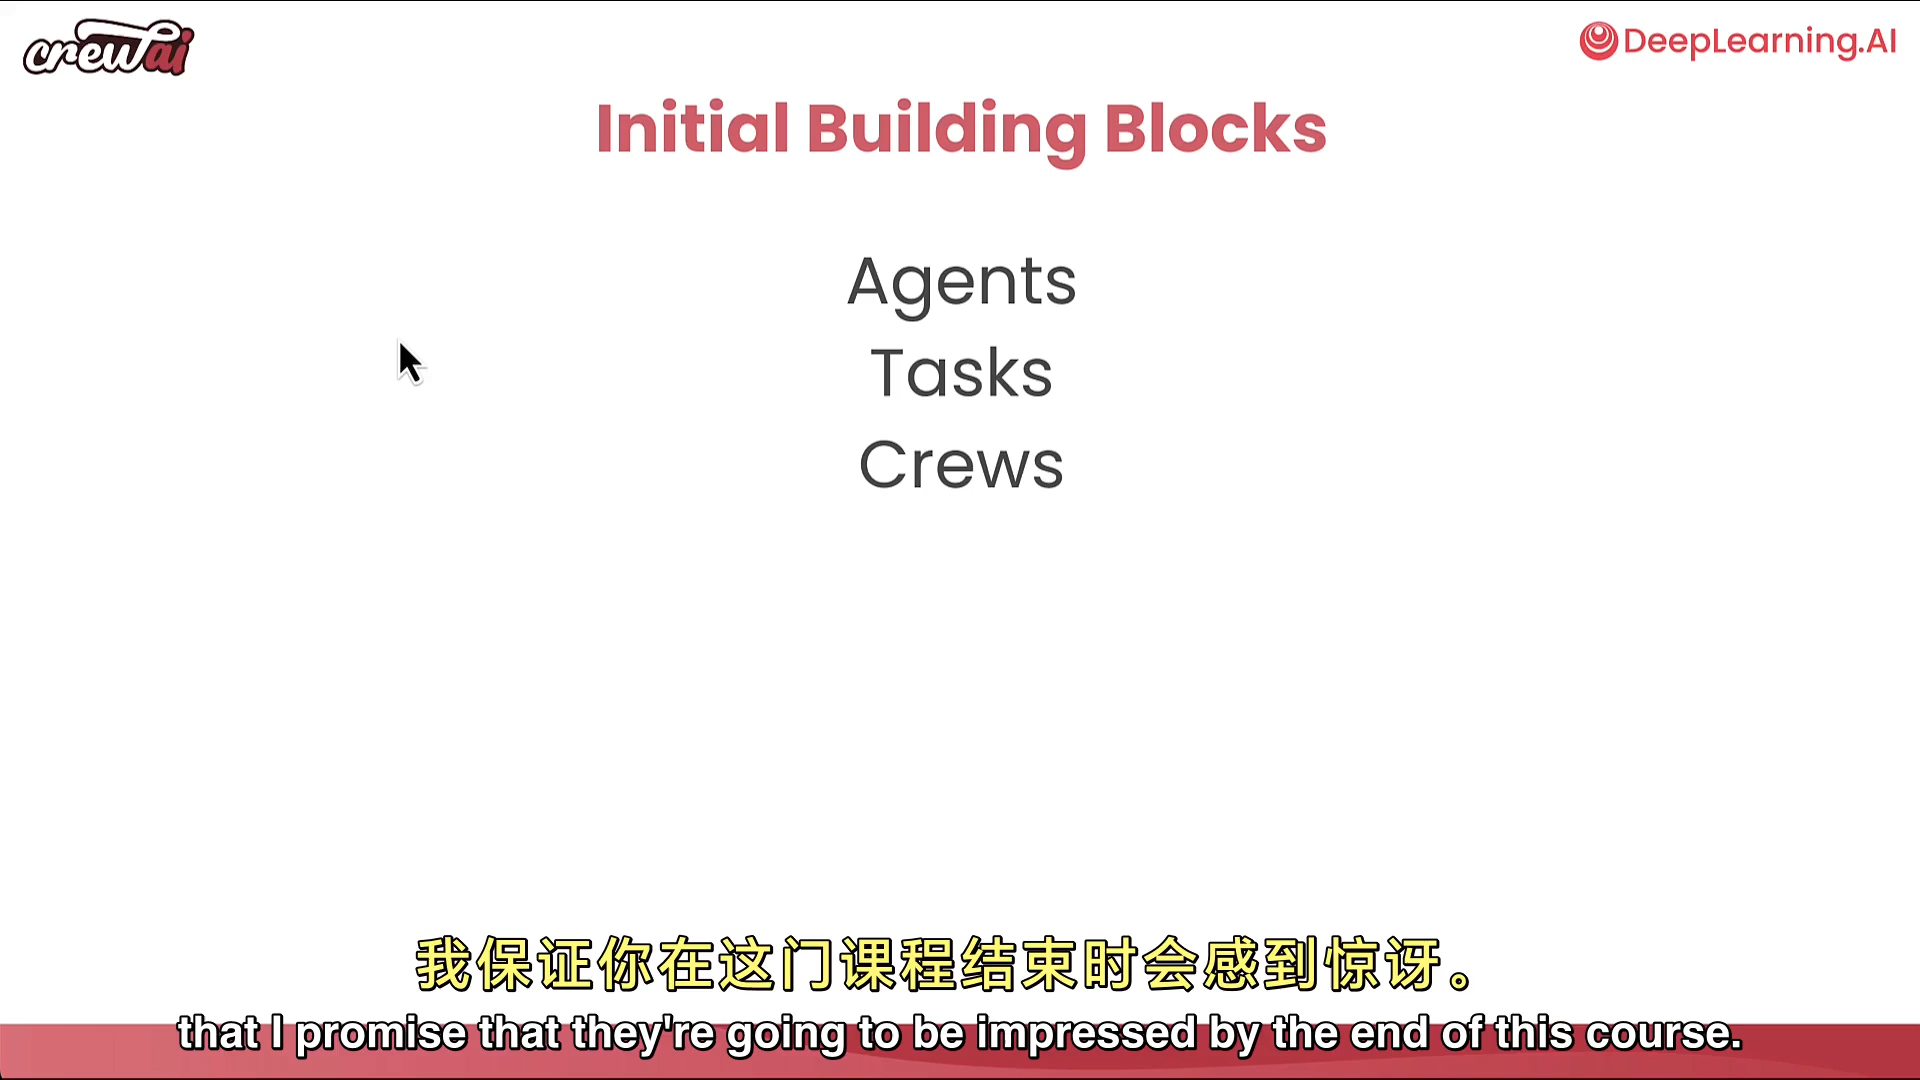 crewai
DeepLearning.AI
Initial Building Blocks
Agents
Tasks
Crews
我保证你在这门课程结束时会感到惊讶。
that I promise that they're going to be impressed by the end of this course.